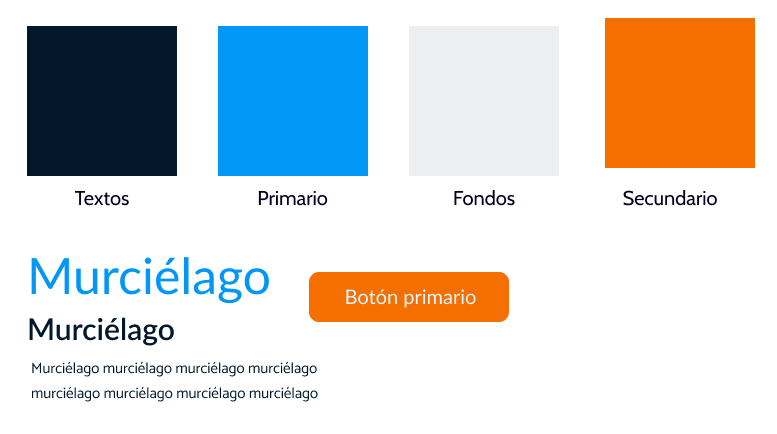 Textos
Primario
Fondos
Secundario
Murciélago
Botón primario
Murciélago
Murciélago murciélago murciélago murciélago
murciélago murciélago murciélago murciélago